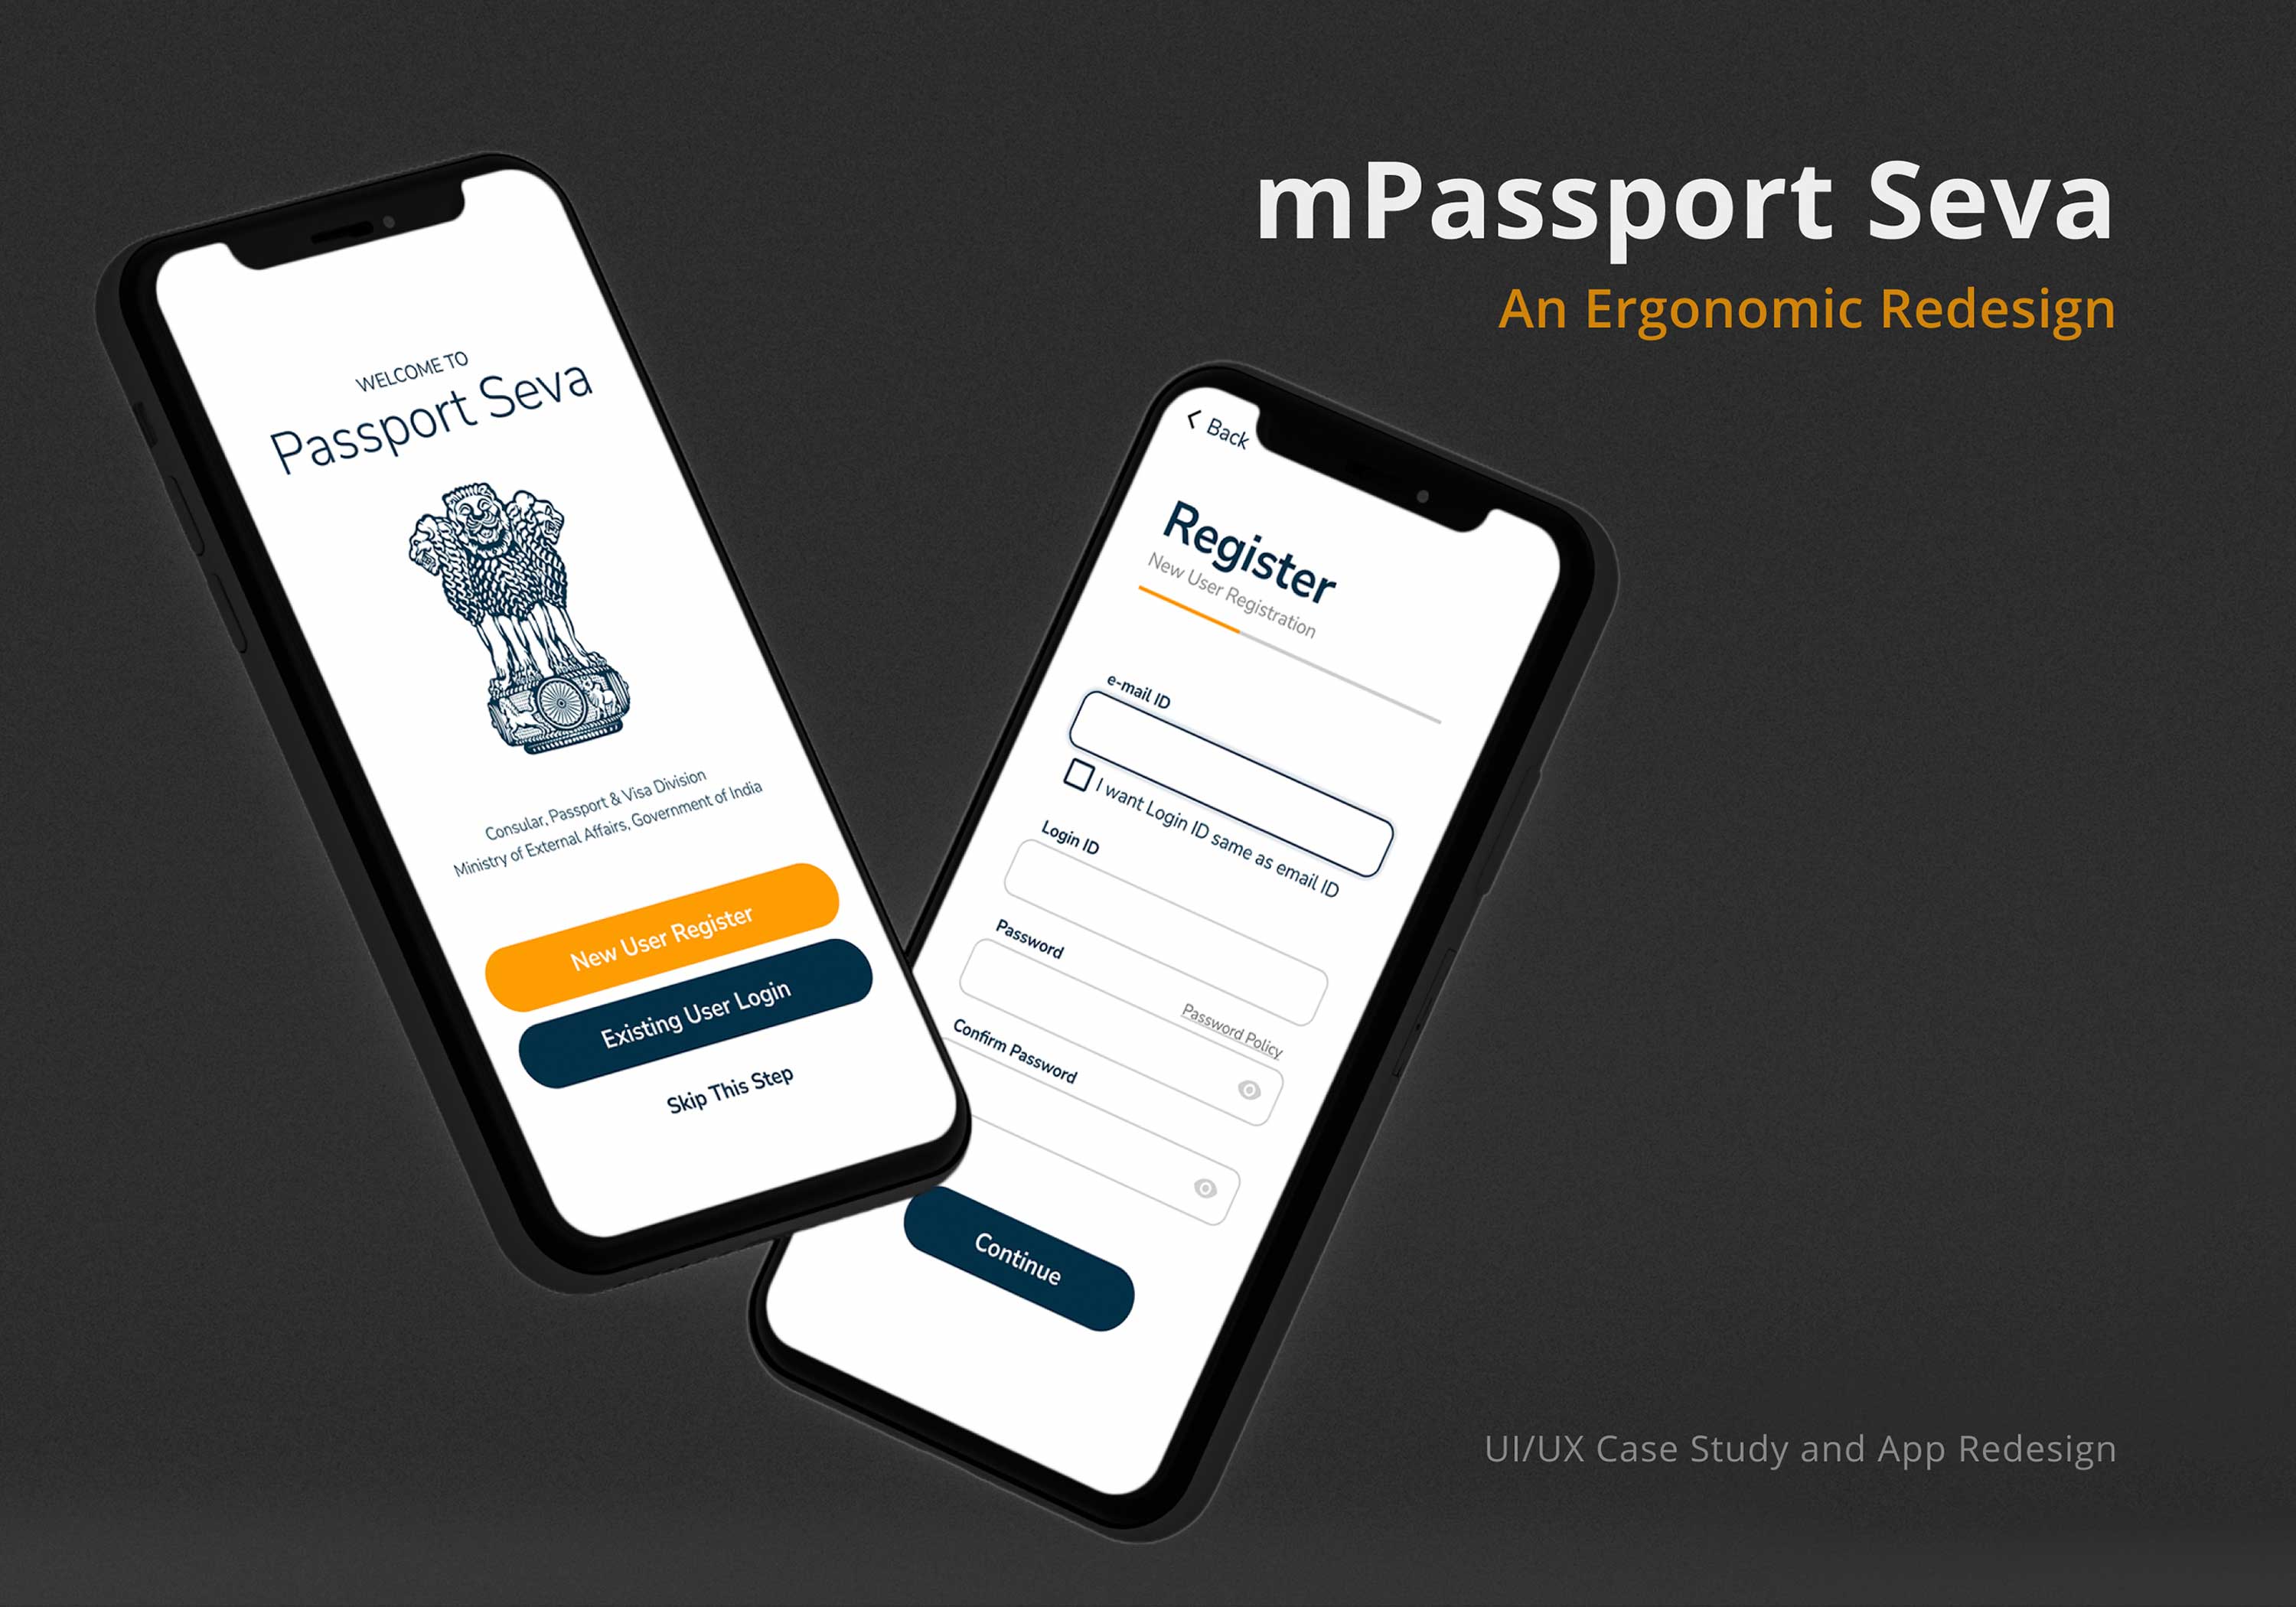 mPassport Seva
An Ergonomic Redesign
WELCOME TO
Passport Seva
Consular, Passport & Visa Division
Ministry of External Affairs, Government of India
New User Register
Existing User Login
Skip This Step
Back
Register
New User Registration
e-mail ID
I want Login ID same as email ID
Login ID
Password
Password Policy
Confirm Password
Continue
UI/UX Case Study and App Redesign